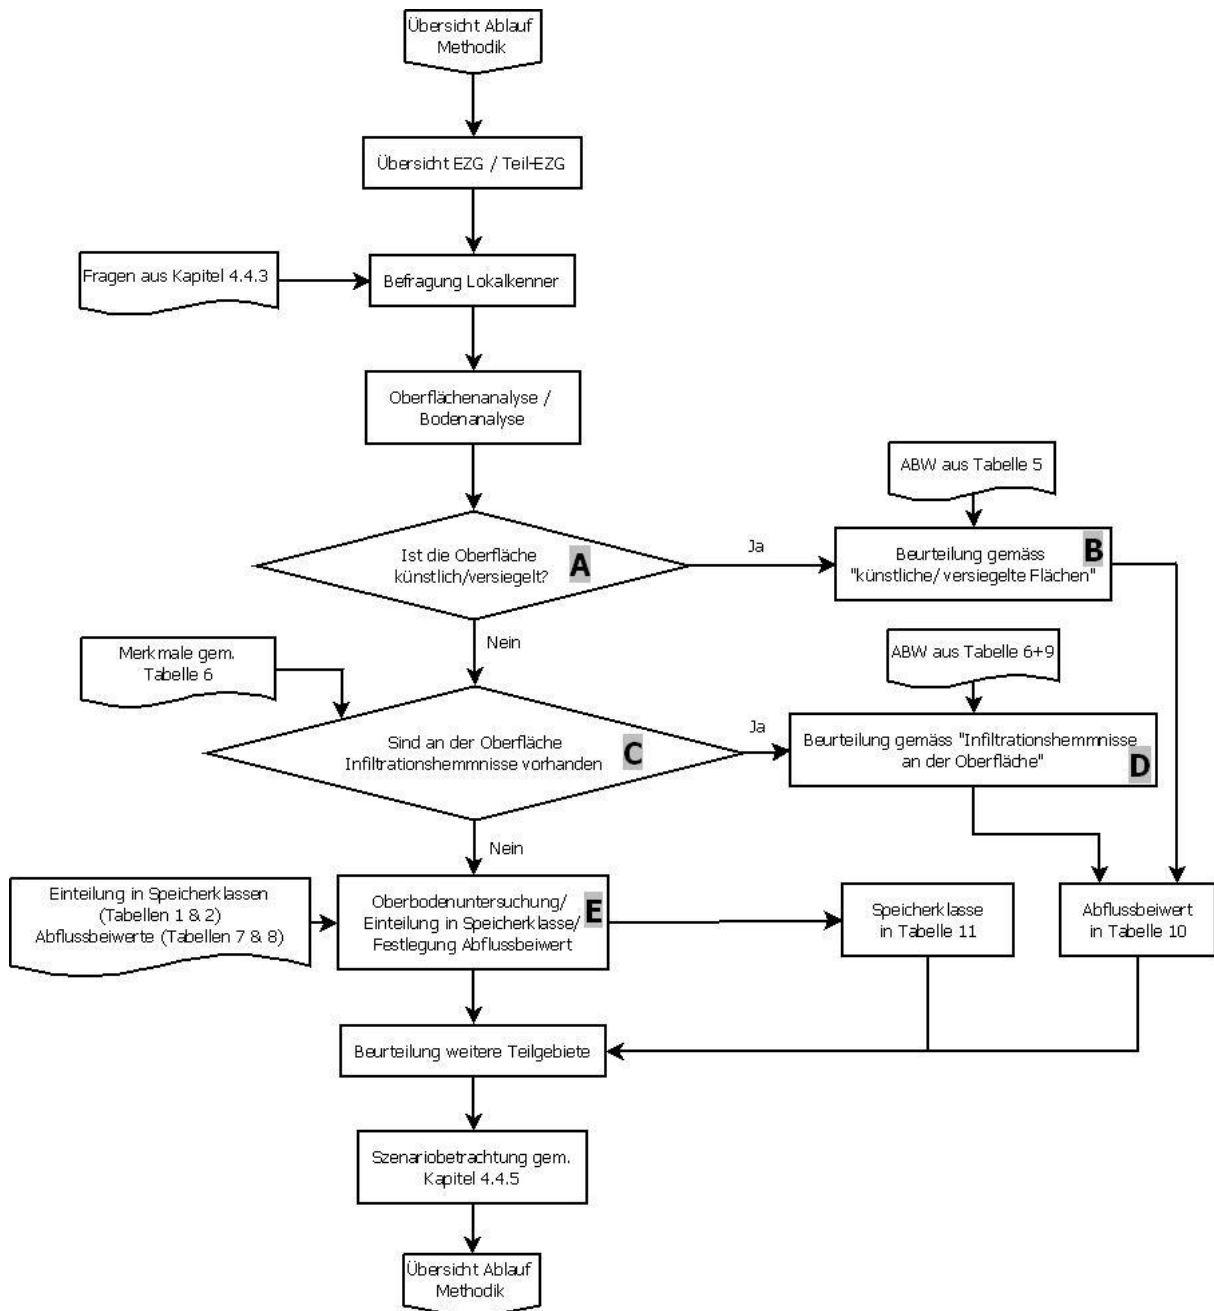 Übersicht Ablauf
Methodik
Übersicht EZG / Teil-EZG
Fragen aus Kapitel 4.4.3
Befragung Lokalkenner
Oberflächenanalyse /
Bodenanalyse
ABW aus Tabelle 5
Ist die Oberfläche
künstlich/versiegelt?
A
Ja
Beurteilung gemäss
"künstliche/ versiegelte Flächen"
B
Nein
Merkmale gem.
Tabelle 6
ABW aus Tabelle 6+9
Sind an der Oberfläche
Infiltrationshemmnisse vorhanden
C
Ja
Beurteilung gemäss "Infiltrationshemmnisse
an der Oberfläche"
D
Nein
Einteilung in Speicherklassen
(Tabellen 1 & 2)
Abflussbeiwerte (Tabellen 7 & 8)
Oberbodenuntersuchung/
Einteilung in Speicherklasse/
Festlegung Abflussbeiwert
E
Speicherklasse
in Tabelle 11
Abflussbeiwert
in Tabelle 10
Beurteilung weitere Teilgebiete
Szenariobetrachtung gem.
Kapitel 4.4.5
Übersicht Ablauf
Methodik